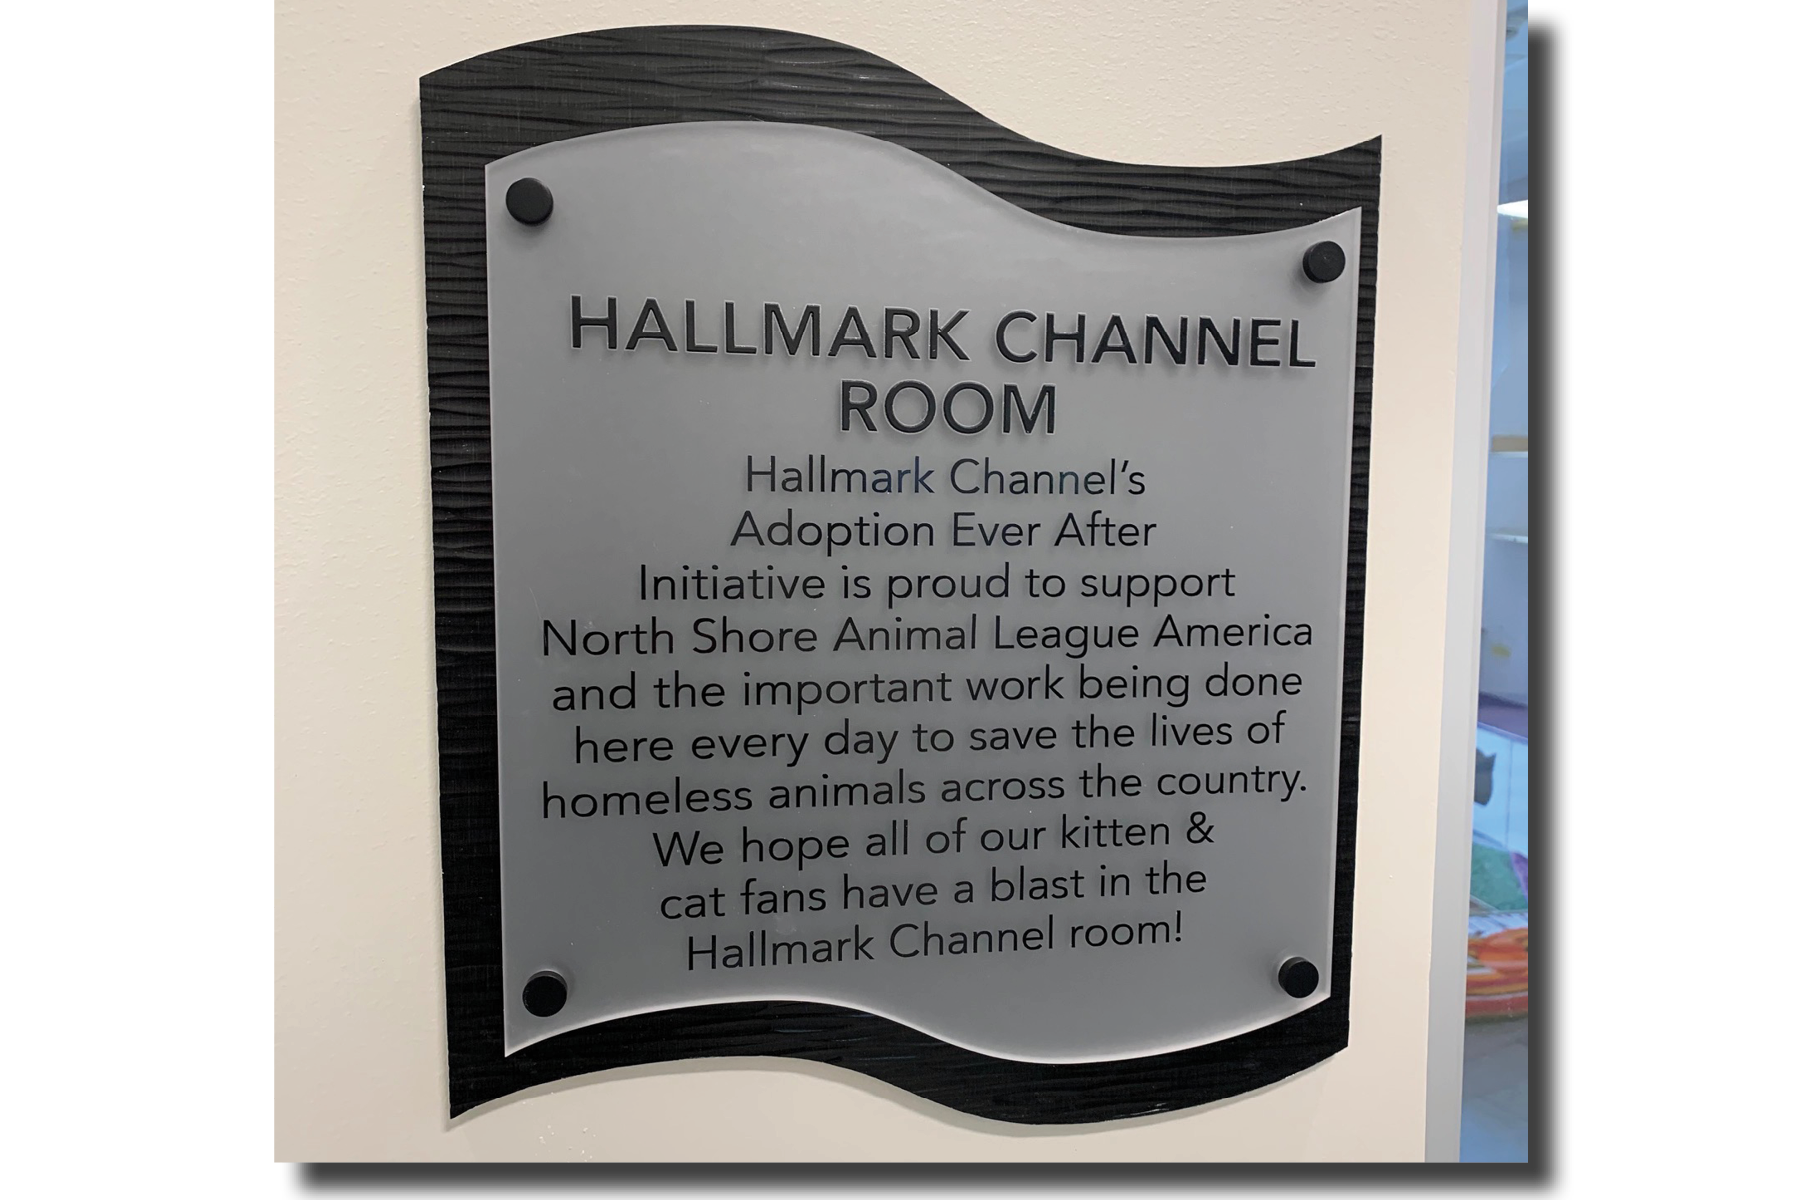 HALLMARK CHANNEL
ROOM
Hallmark Channel's
Adoption Ever After
Initiative is proud to support
North Shore Animal League America
and the important work being done
here every day to save the lives of
homeless animals across the country.
We hope all of our kitten &
cat fans have a blast in the
Hallmark Channel room!